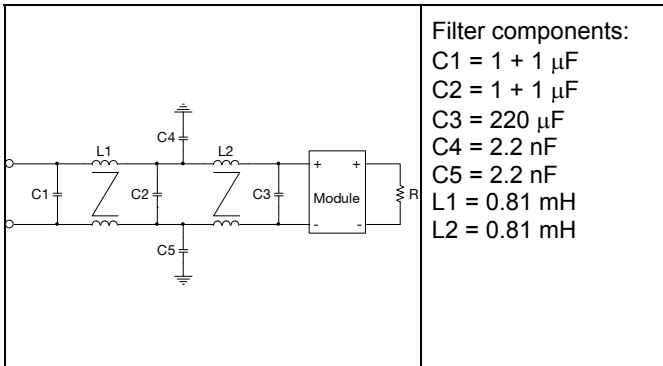 Filter components:
C1 = 1 + 1 μF
C2 = 1 + 1 μF
C3 = 220 μF
C4 = 2.2 nF
C5 = 2.2 nF
L1 = 0.81 mH
L2 = 0.81 mH
C4
L1
L2
+ +
C1
C2
C3
Module
R
- -
C5